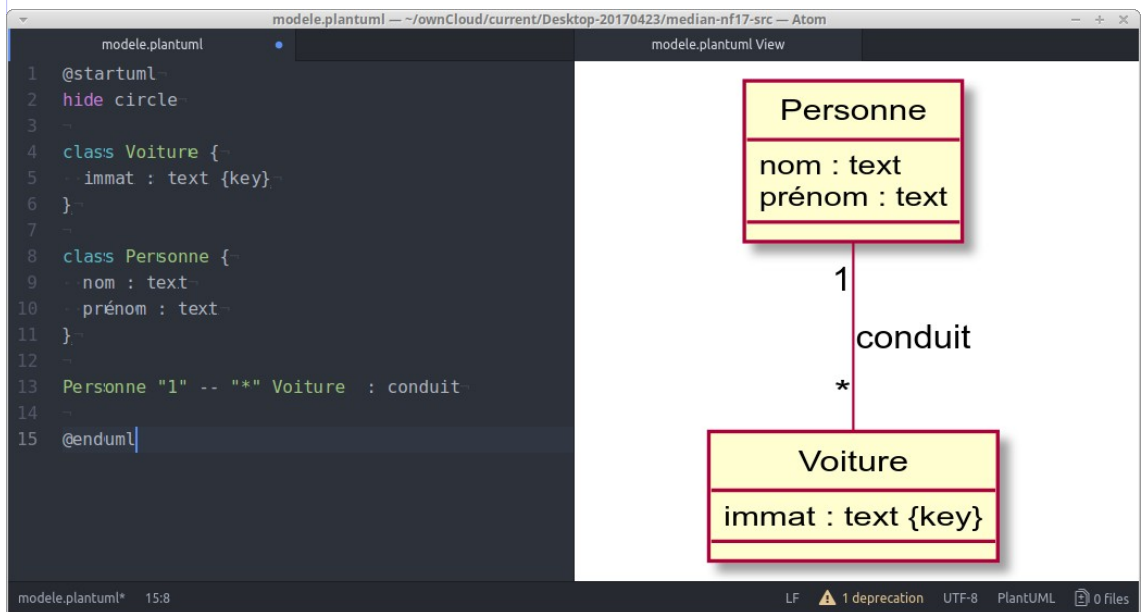 modele.plantuml — ~/ownCloud/current/Desktop-20170423/median-nf17-src — Atom
modele.plantuml
modele.plantuml View
1 @startuml
2 hide circle
3
4 class Voiture {
5 immat : text {key}
6 }
7
8 class Personne {
9 nom : text
10 prénom : text
11 }
12
13 Personne "1" -- "*" Voiture : conduit
14
15 @enduml
Personne
nom : text
prénom : text
1
conduit
*
Voiture
immat : text {key}
modele.plantuml* 15:8
LF 1 deprecation UTF-8 PlantUML 0 files